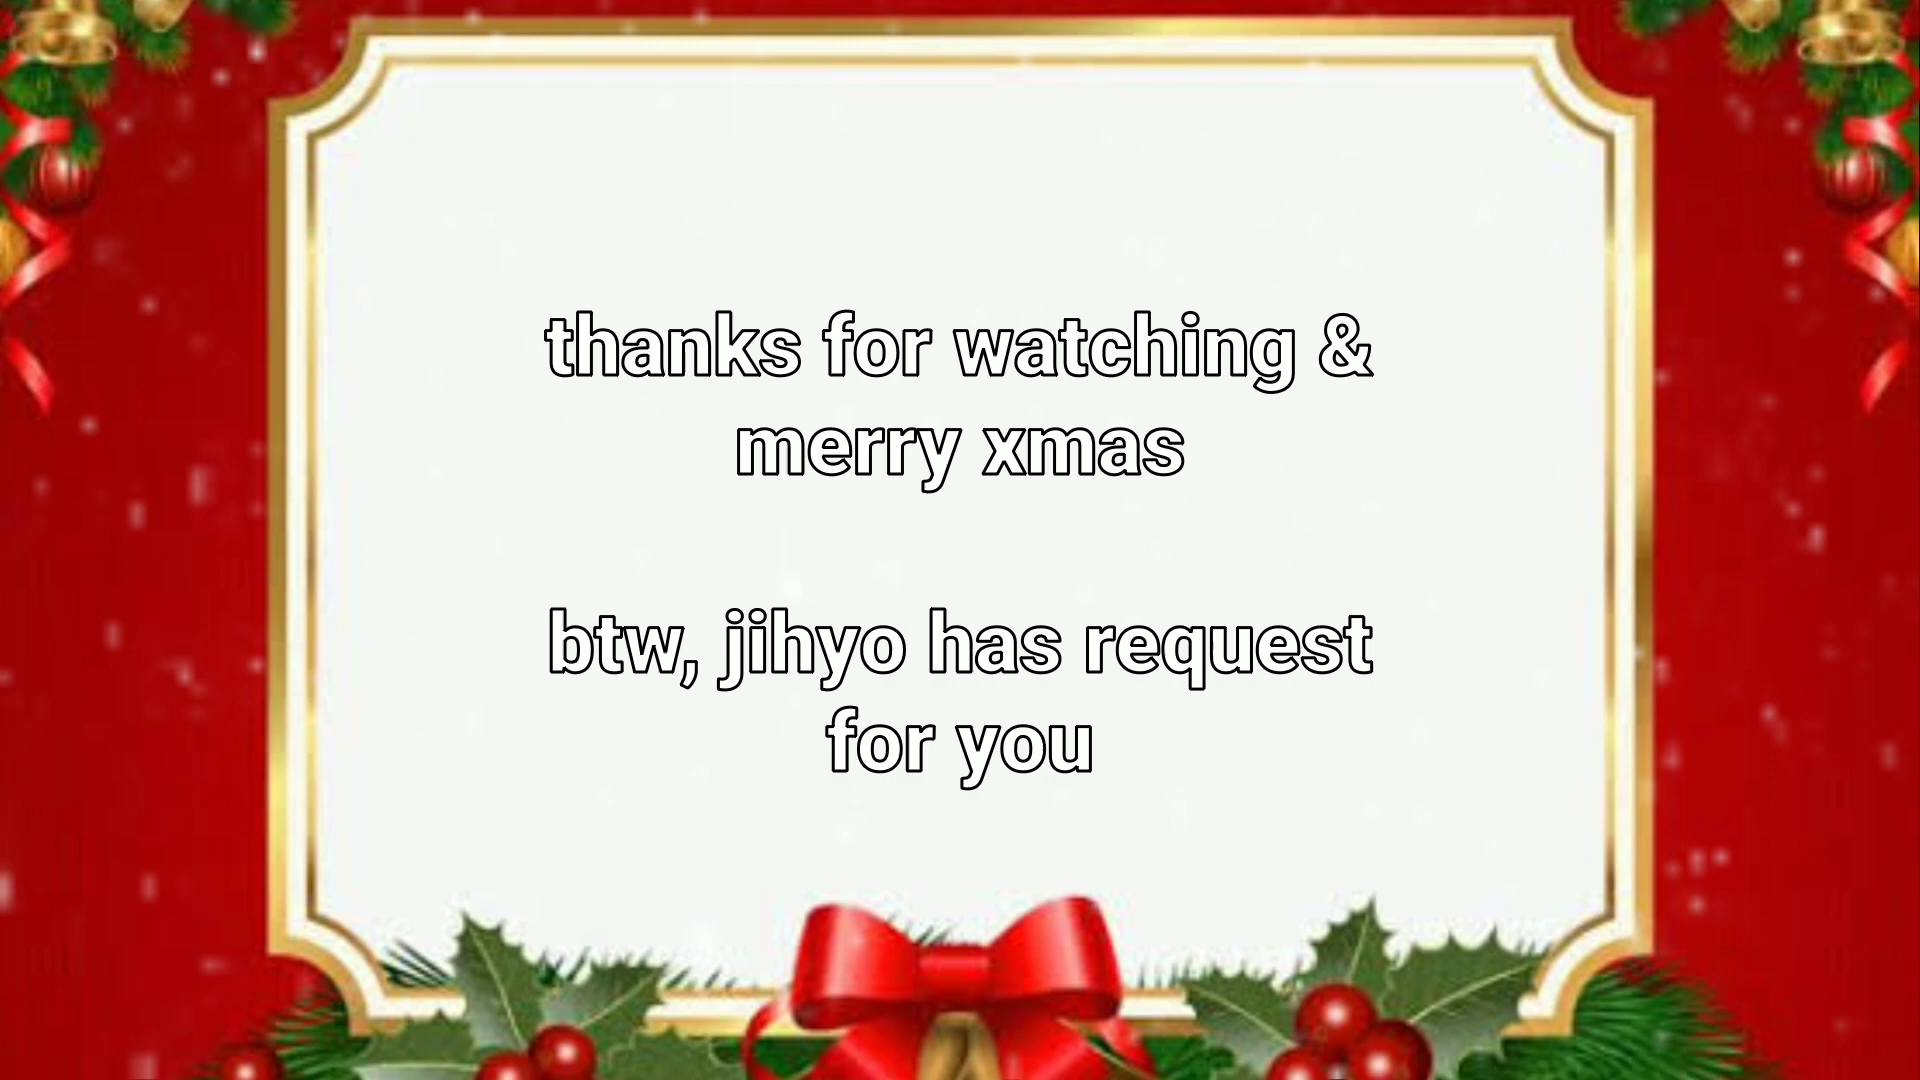 thanks for watching &
merry xmas
btw, jihyo has request
for you